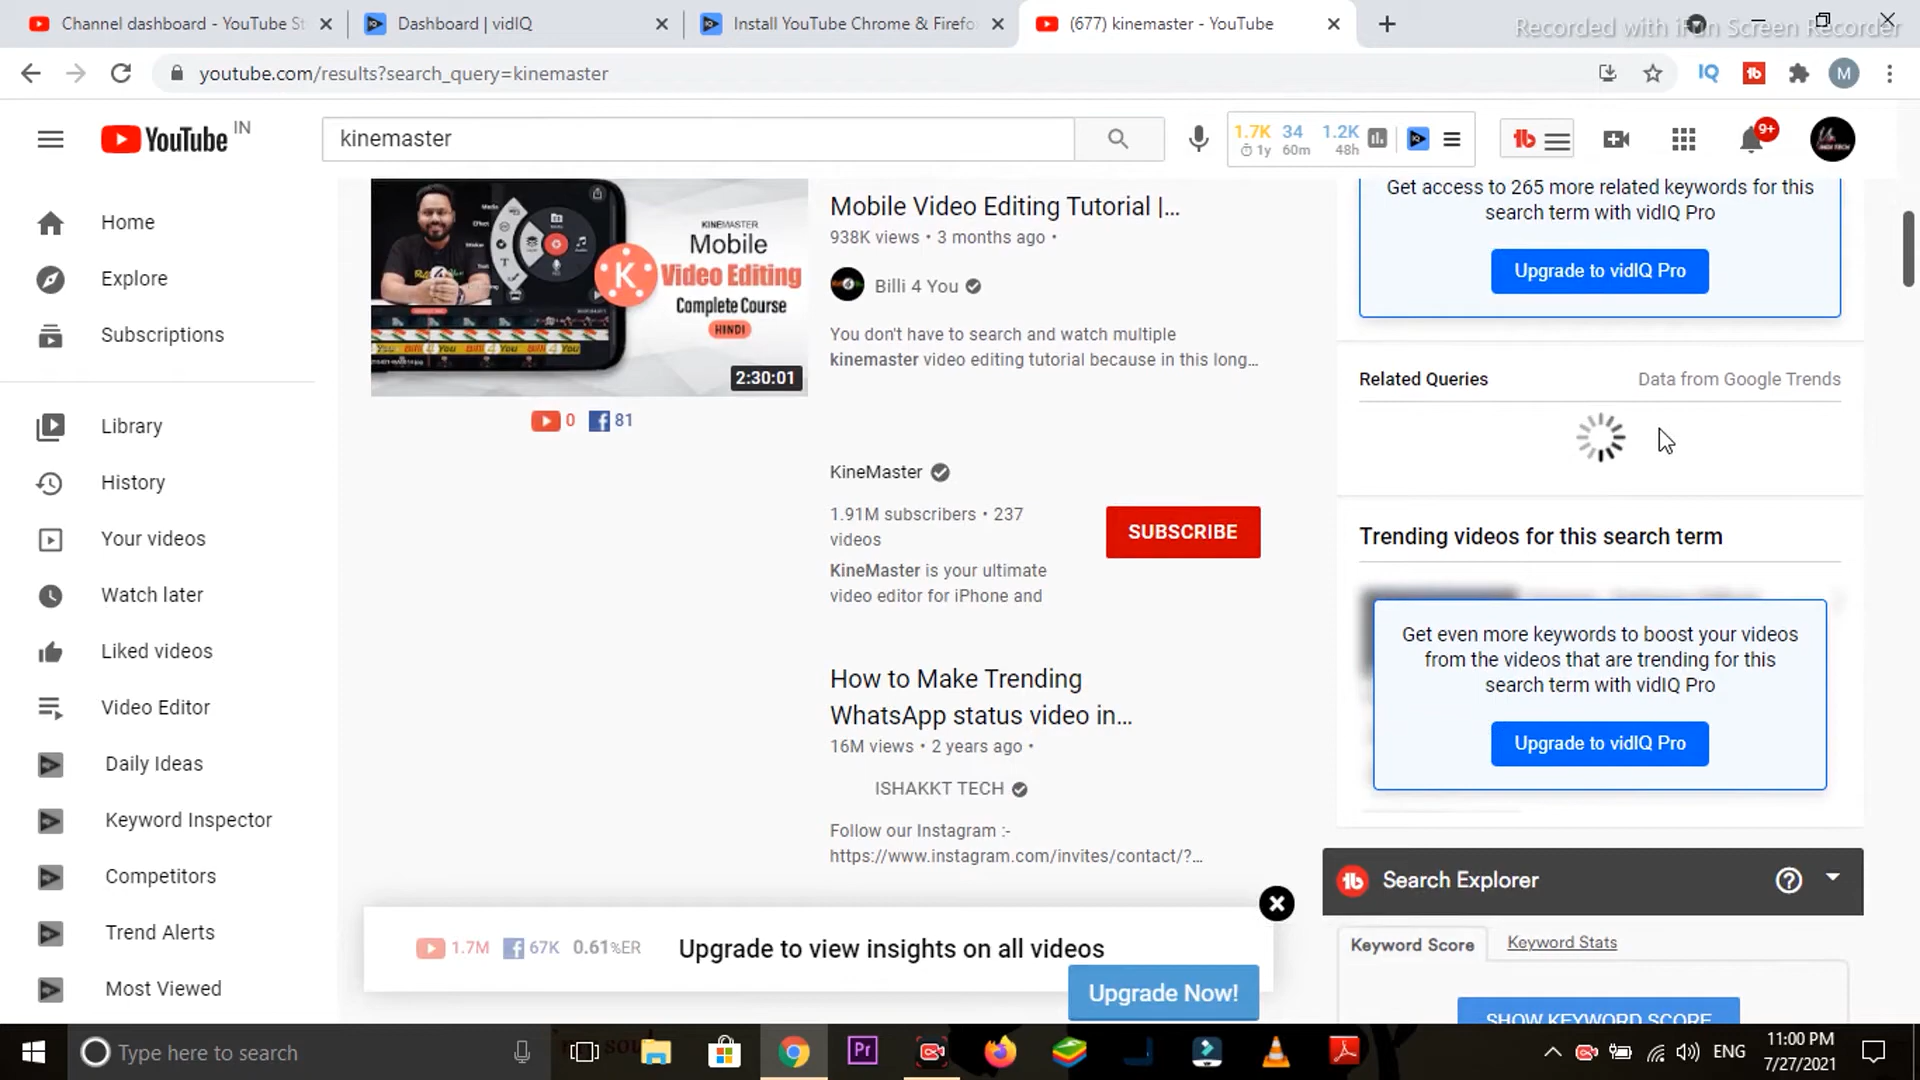 Channel dashboard - YouTube St
Dashboard | vidIQ
Install YouTube Chrome & Firefo
(677) kinemaster - YouTube
Recorded with iFun Screen Recorder
youtube.com/results?search_query=kinemaster
IQ
M
YouTube IN
kinemaster
1.7K 34 1.2K
1y 60m 48h
9+
Home
Explore
Subscriptions
Library
History
Your videos
Watch later
Liked videos
Video Editor
Daily Ideas
Keyword Inspector
Competitors
Trend Alerts
Most Viewed
KINEMASTER
Mobile
Video Editing
Complete Course
HINDI
K
2:30:01
0 81
Mobile Video Editing Tutorial |...
938K views • 3 months ago •
Billi 4 You
You don't have to search and watch multiple
kinemaster video editing tutorial because in this long...
KineMaster
1.91M subscribers • 237
videos
KineMaster is your ultimate
video editor for iPhone and
SUBSCRIBE
How to Make Trending
WhatsApp status video in...
16M views • 2 years ago •
ISHAKKT TECH
Follow our Instagram :-
https://www.instagram.com/invites/contact/?...
1.7M 67K 0.61%ER
Upgrade to view insights on all videos
Upgrade Now!
Get access to 265 more related keywords for this
search term with vidIQ Pro
Upgrade to vidIQ Pro
Related Queries
Data from Google Trends
Trending videos for this search term
Get even more keywords to boost your videos
from the videos that are trending for this
search term with vidIQ Pro
Upgrade to vidIQ Pro
Search Explorer
Keyword Score
Keyword Stats
SHOW KEYWORD SCORE
Type here to search
Pr
ENG
11:00 PM
7/27/2021